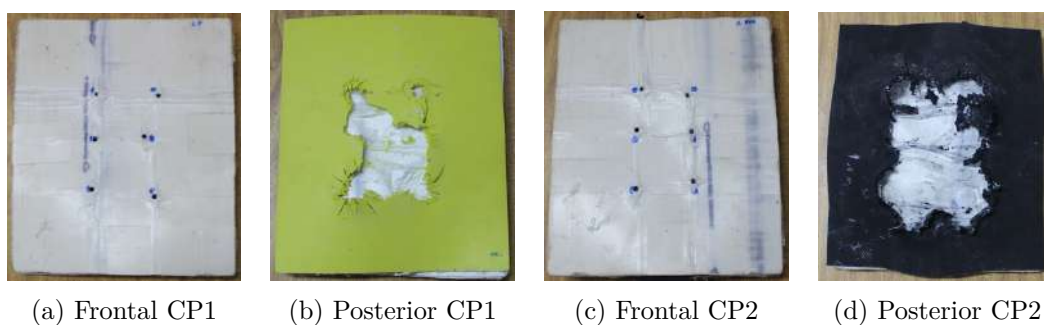 (a) Frontal CP1
(b) Posterior CP1
(c) Frontal CP2
(d) Posterior CP2